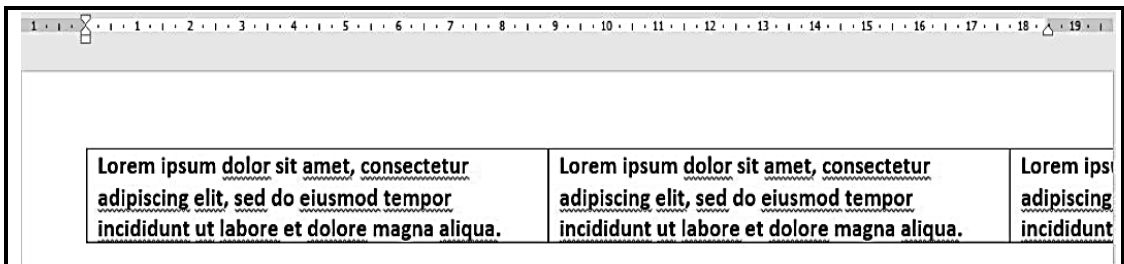 1 1 2 3 4 5 6 7 8 9 10 11 12 13 14 15 16 17 18 19
Lorem ipsum dolor sit amet, consectetur
adipiscing elit, sed do eiusmod tempor
incididunt ut labore et dolore magna aliqua.
Lorem ipsum dolor sit amet, consectetur
adipiscing elit, sed do eiusmod tempor
incididunt ut labore et dolore magna aliqua.
Lorem
adipiscing
incididunt